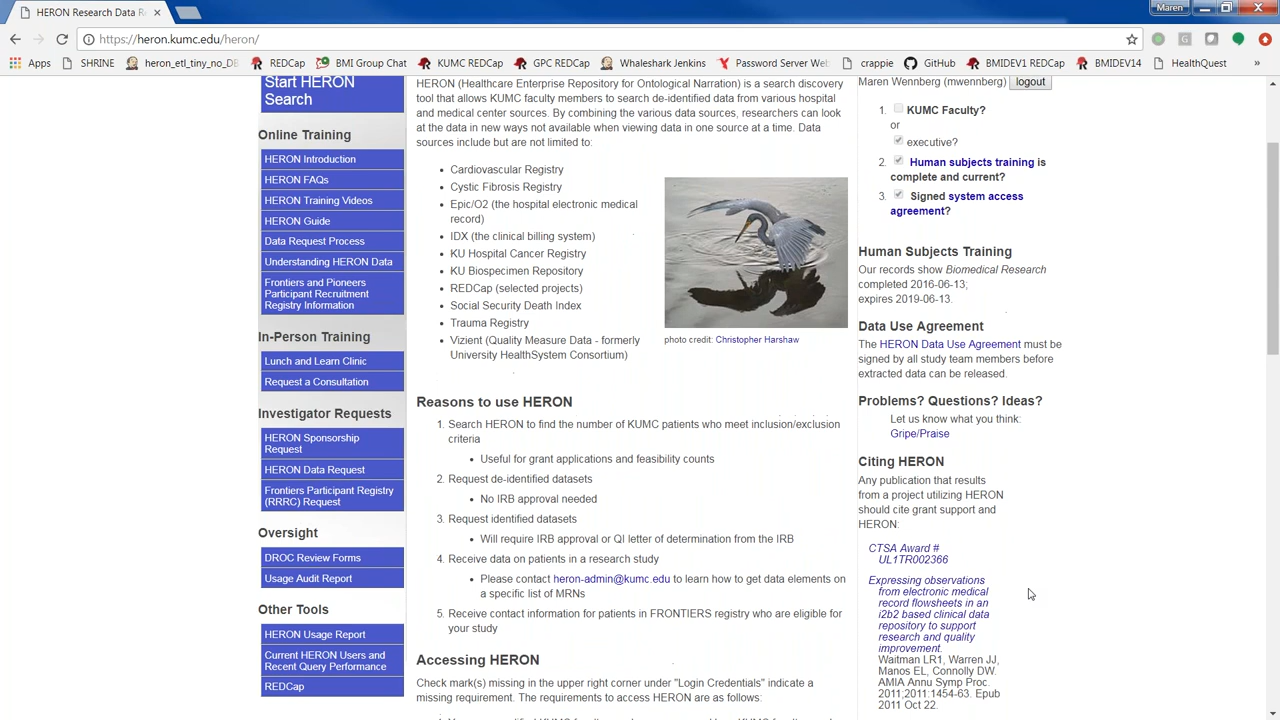 HERON Research Data R
Maren
https://heron.kumc.edu/heron/
Apps
SHRINE
heron_etl_tiny_no_DB
REDCap
BMI Group Chat
KUMC REDCap
GPC REDCap
Whaleshark Jenkins
Password Server Web
crappie
GitHub
BMIDEV1 REDCap
BMIDEV14
HealthQuest
»
Start HERON
Search
Online Training
HERON Introduction
HERON FAQs
HERON Training Videos
HERON Guide
Data Request Process
Understanding HERON Data
Frontiers and Pioneers
Participant Recruitment
Registry Information
In-Person Training
Lunch and Learn Clinic
Request a Consultation
Investigator Requests
HERON Sponsorship
Request
HERON Data Request
Frontiers Participant Registry
(RRRC) Request
Oversight
DROC Review Forms
Usage Audit Report
Other Tools
HERON Usage Report
Current HERON Users and
Recent Query Performance
REDCap
HERON (Healthcare Enterprise Repository for Ontological Narration) is a search discovery
tool that allows KUMC faculty members to search de-identified data from various hospital
and medical center sources. By combining the various data sources, researchers can look
at the data in new ways not available when viewing data in one source at a time. Data
sources include but are not limited to:
• Cardiovascular Registry
• Cystic Fibrosis Registry
• Epic/O2 (the hospital electronic medical
record)
• IDX (the clinical billing system)
• KU Hospital Cancer Registry
• KU Biospecimen Repository
• REDCap (selected projects)
• Social Security Death Index
• Trauma Registry
• Vizient (Quality Measure Data - formerly
University HealthSystem Consortium)
photo credit: Christopher Harshaw
Reasons to use HERON
1. Search HERON to find the number of KUMC patients who meet inclusion/exclusion
criteria
• Useful for grant applications and feasibility counts
2. Request de-identified datasets
• No IRB approval needed
3. Request identified datasets
• Will require IRB approval or QI letter of determination from the IRB
4. Receive data on patients in a research study
• Please contact heron-admin@kumc.edu to learn how to get data elements on
a specific list of MRNs
5. Receive contact information for patients in FRONTIERS registry who are eligible for
your study
Accessing HERON
Check mark(s) missing in the upper right corner under "Login Credentials" indicate a
missing requirement. The requirements to access HERON are as follows:
Maren Wennberg (mwennberg) logout
1. KUMC Faculty?
or
executive?
2. Human subjects training is
complete and current?
3. Signed system access
agreement?
Human Subjects Training
Our records show Biomedical Research
completed 2016-06-13;
expires 2019-06-13.
Data Use Agreement
The HERON Data Use Agreement must be
signed by all study team members before
extracted data can be released.
Problems? Questions? Ideas?
Let us know what you think:
Gripe/Praise
Citing HERON
Any publication that results
from a project utilizing HERON
should cite grant support and
HERON:
CTSA Award #
UL1TR002366
Expressing observations
from electronic medical
record flowsheets in an
i2b2 based clinical data
repository to support
research and quality
improvement.
Waitman LR1, Warren JJ,
Manos EL, Connolly DW.
AMIA Annu Symp Proc.
2011;2011:1454-63. Epub
2011 Oct 22.